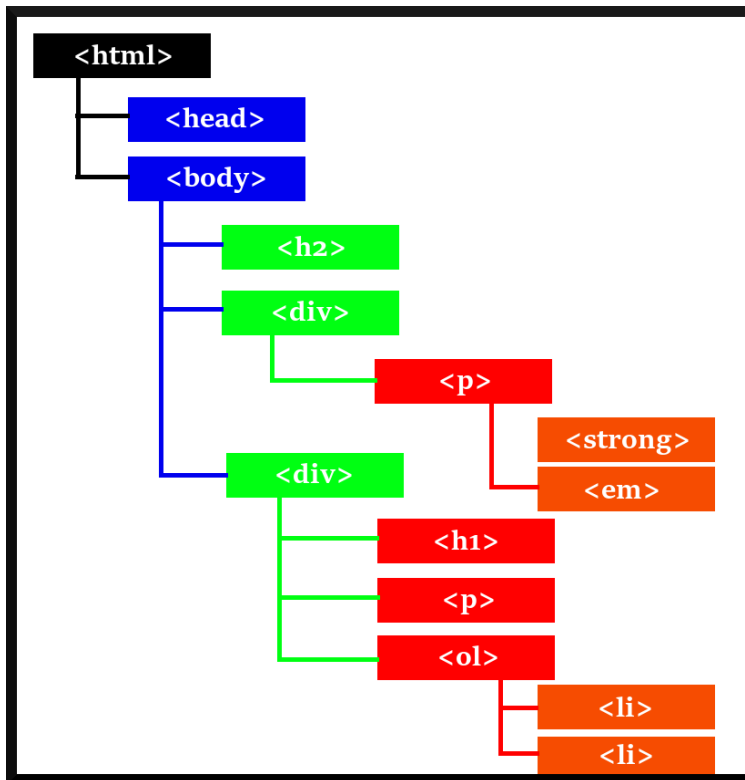 <html>
<head>
<body>
<h2>
<div>
<p>
<strong>
<em>
<div>
<h1>
<p>
<ol>
<li>
<li>